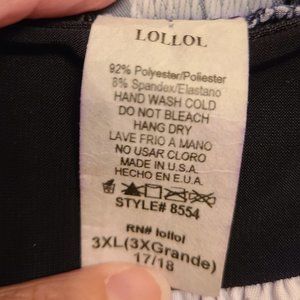 LOLLOL
92% Polyester/Poliester
8% Spandex/Elastano
HAND WASH COLD
DO NOT BLEACH
HANG DRY
LAVE FRIO A MANO
NO USAR CLORO
MADE IN U.S.A.
HECHO EN E.U.A.
STYLE# 8554
RN# lollol
3XL(3XGrande)
17/18